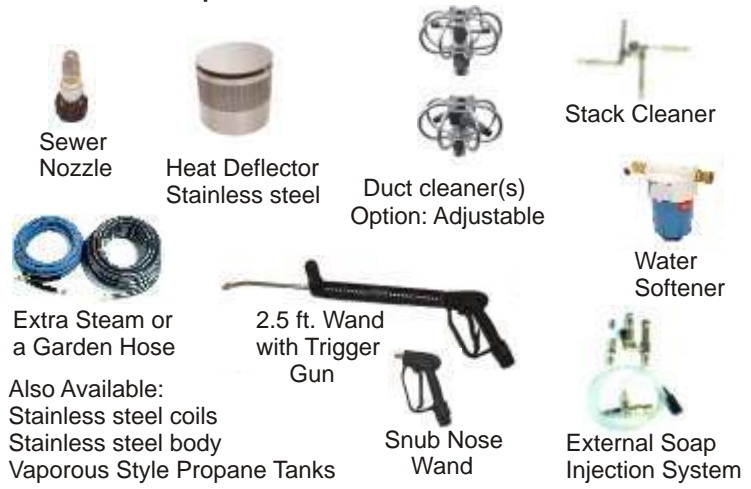 Sewer
Nozzle
Heat Deflector
Stainless steel
Duct cleaner(s)
Option: Adjustable
Stack Cleaner
Water
Softener
Extra Steam or
a Garden Hose
2.5 ft. Wand
with Trigger
Gun
Snub Nose
Wand
External Soap
Injection System
Also Available:
Stainless steel coils
Stainless steel body
Vaporous Style Propane Tanks